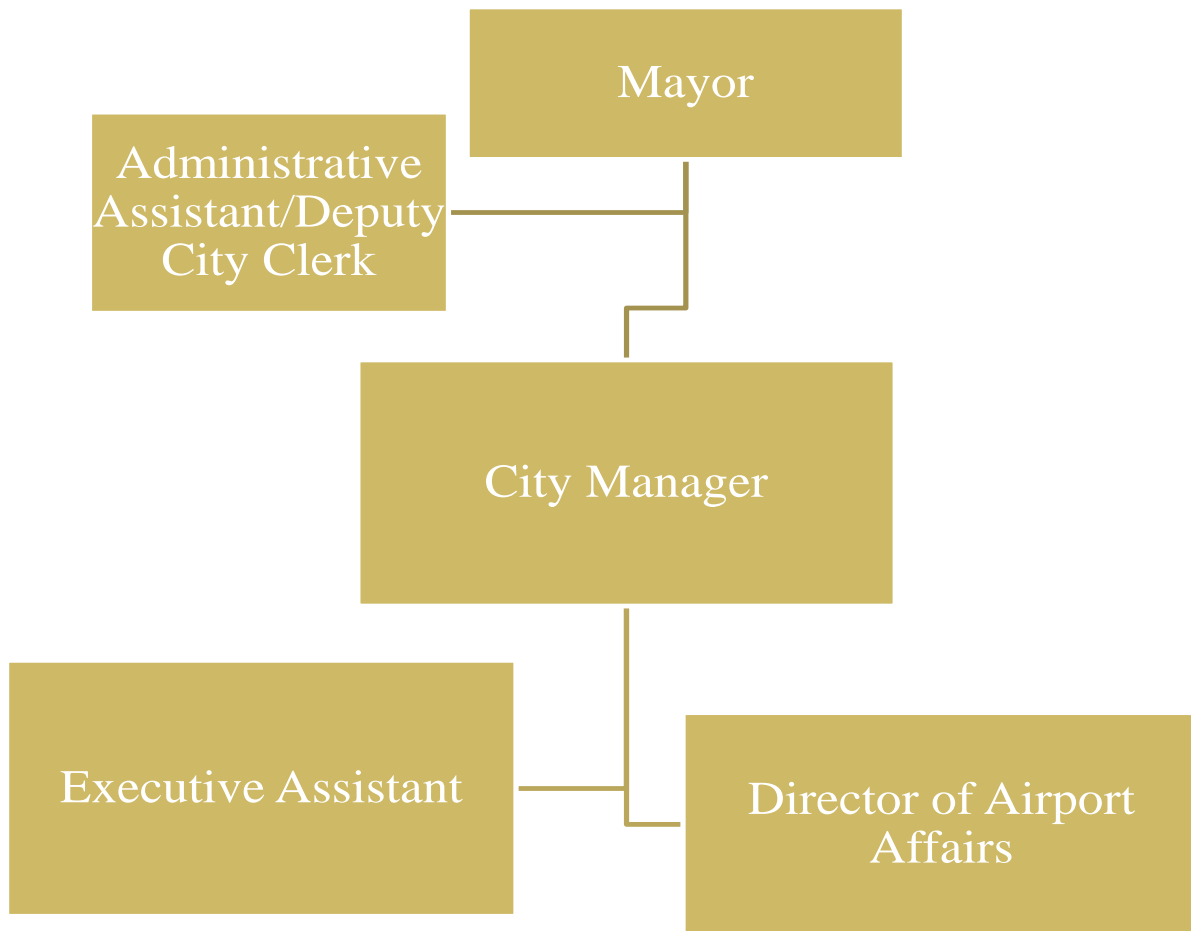 Mayor
Administrative
Assistant/Deputy
City Clerk
City Manager
Executive Assistant
Director of Airport
Affairs